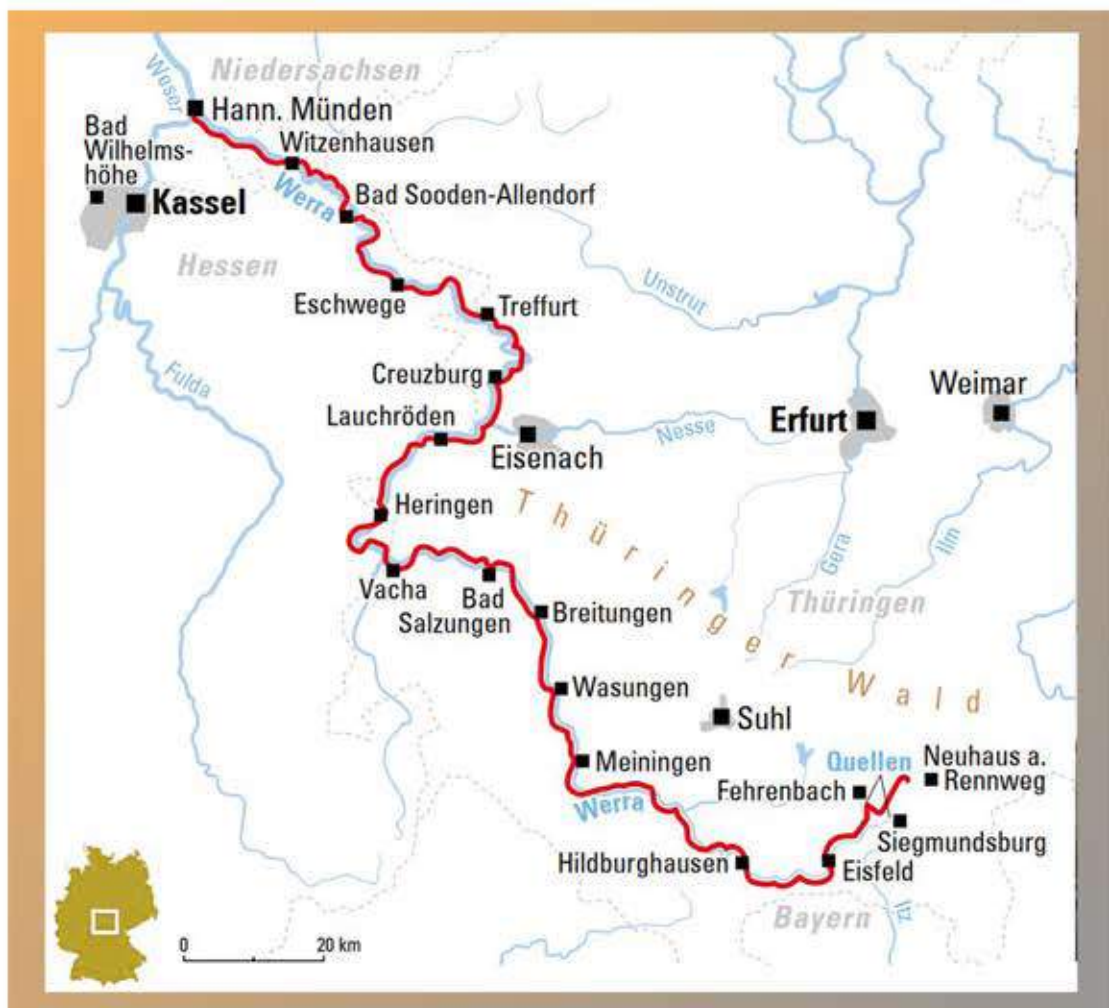 Niedersachsen
Weser
Hann. Münden
Bad
Wilhelms-
höhe
Witzenhausen
Kassel
Werra
Bad Sooden-Allendorf
Hessen
Eschwege
Treffurt
Unstrut
Fulda
Creuzburg
Lauchröden
Eisenach
Nesse
Erfurt
Weimar
Heringen
Thüringer Wald
Vacha
Bad
Salzungen
Breitungen
Gera
Ilm
Thüringen
Wasungen
Suhl
Meiningen
Quellen
Neuhaus a.
Rennweg
Fehrenbach
Werra
Siegmundsburg
Hildburghausen
Eisfeld
Bayern
Itz
0 20 km